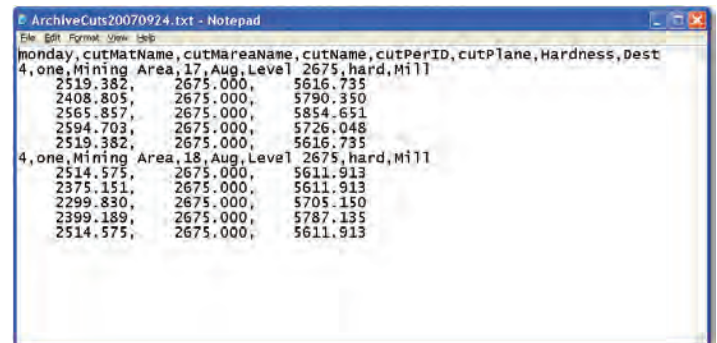 ArchiveCuts20070924.txt - Notepad
File Edit Format View Help
monday,cutMatName,cutMareaName,cutName,cutPerID,cutPlane,Hardness,Dest
4,one,Mining Area,17,Aug,Level 2675,hard,Mill
2519.382, 2675.000, 5616.735
2408.805, 2675.000, 5790.350
2565.857, 2675.000, 5854.651
2594.703, 2675.000, 5726.048
2519.382, 2675.000, 5616.735
4,one,Mining Area,18,Aug,Level 2675,hard,Mill
2514.575, 2675.000, 5611.913
2375.151, 2675.000, 5611.913
2299.830, 2675.000, 5705.150
2399.189, 2675.000, 5787.135
2514.575, 2675.000, 5611.913